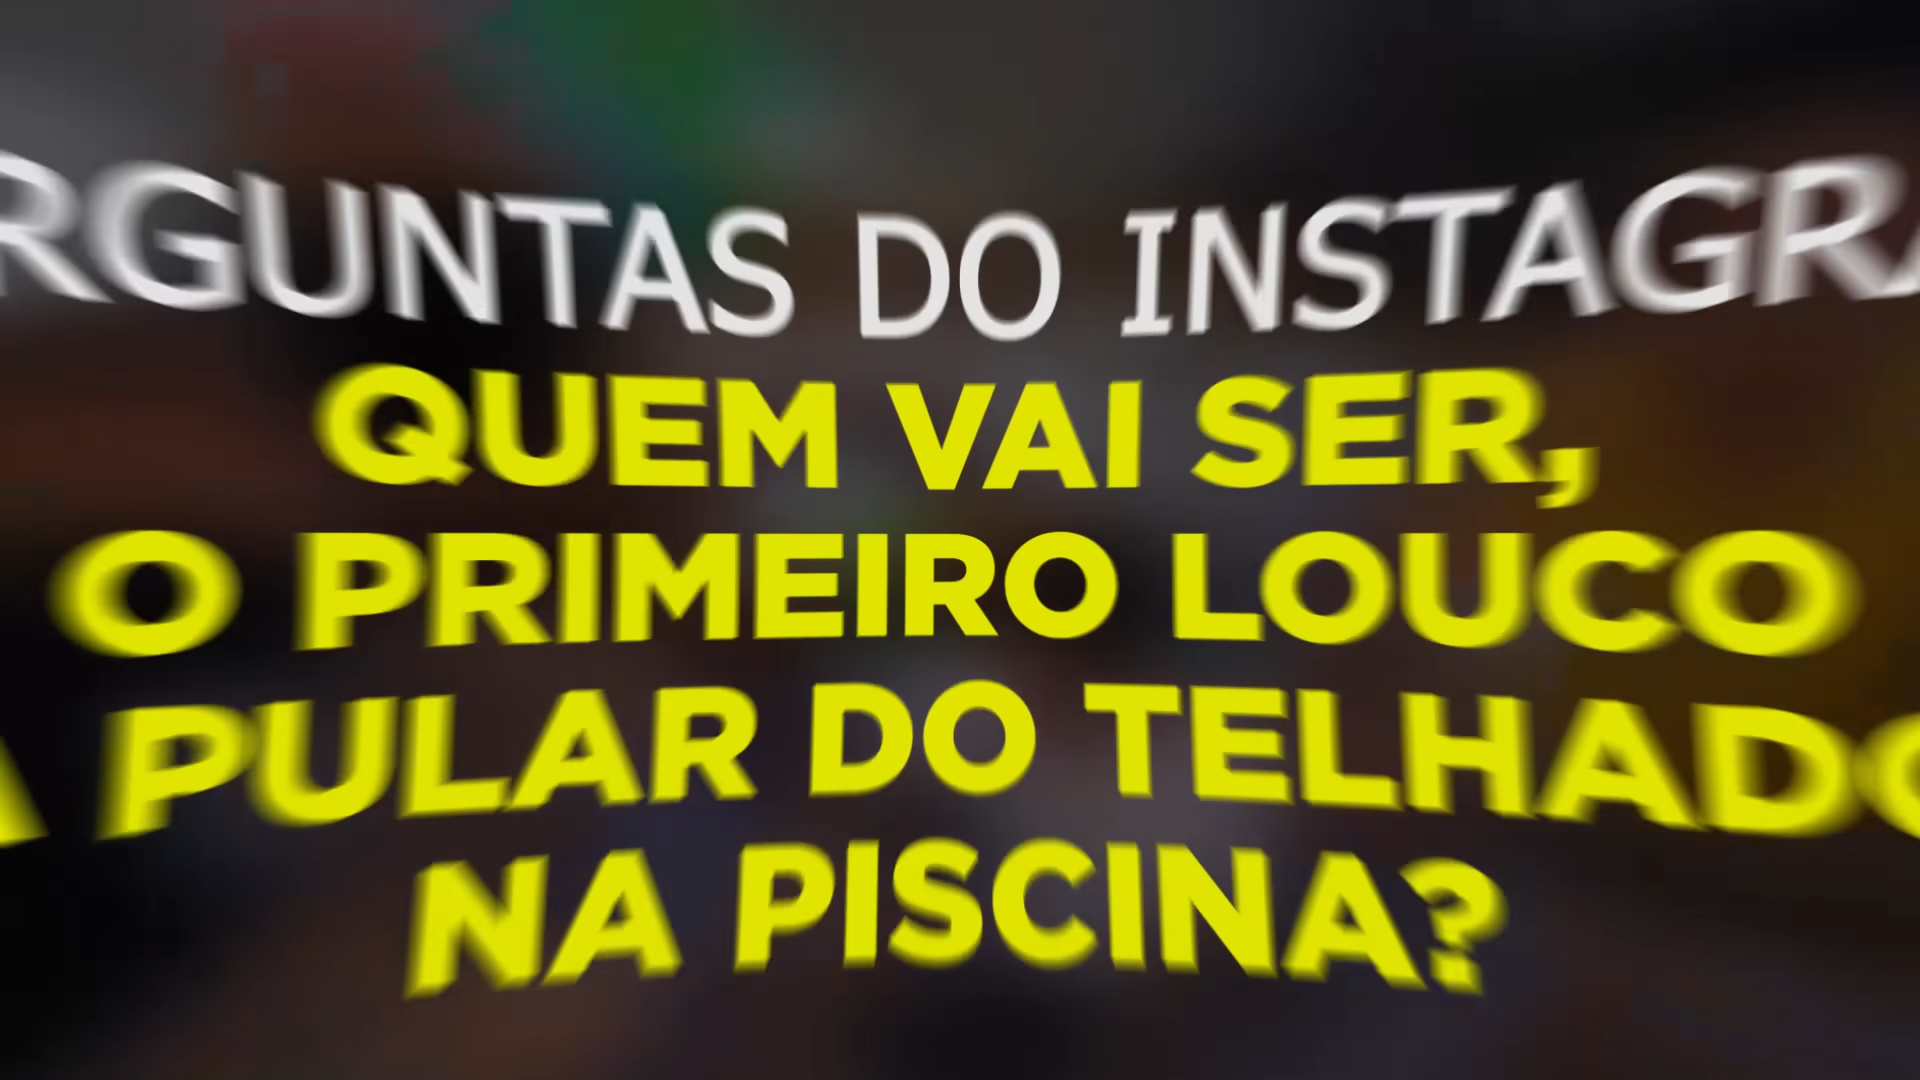 RGUNTAS DO INSTAGRA
QUEM VAI SER,
O PRIMEIRO LOUCO
A PULAR DO TELHADO
NA PISCINA?